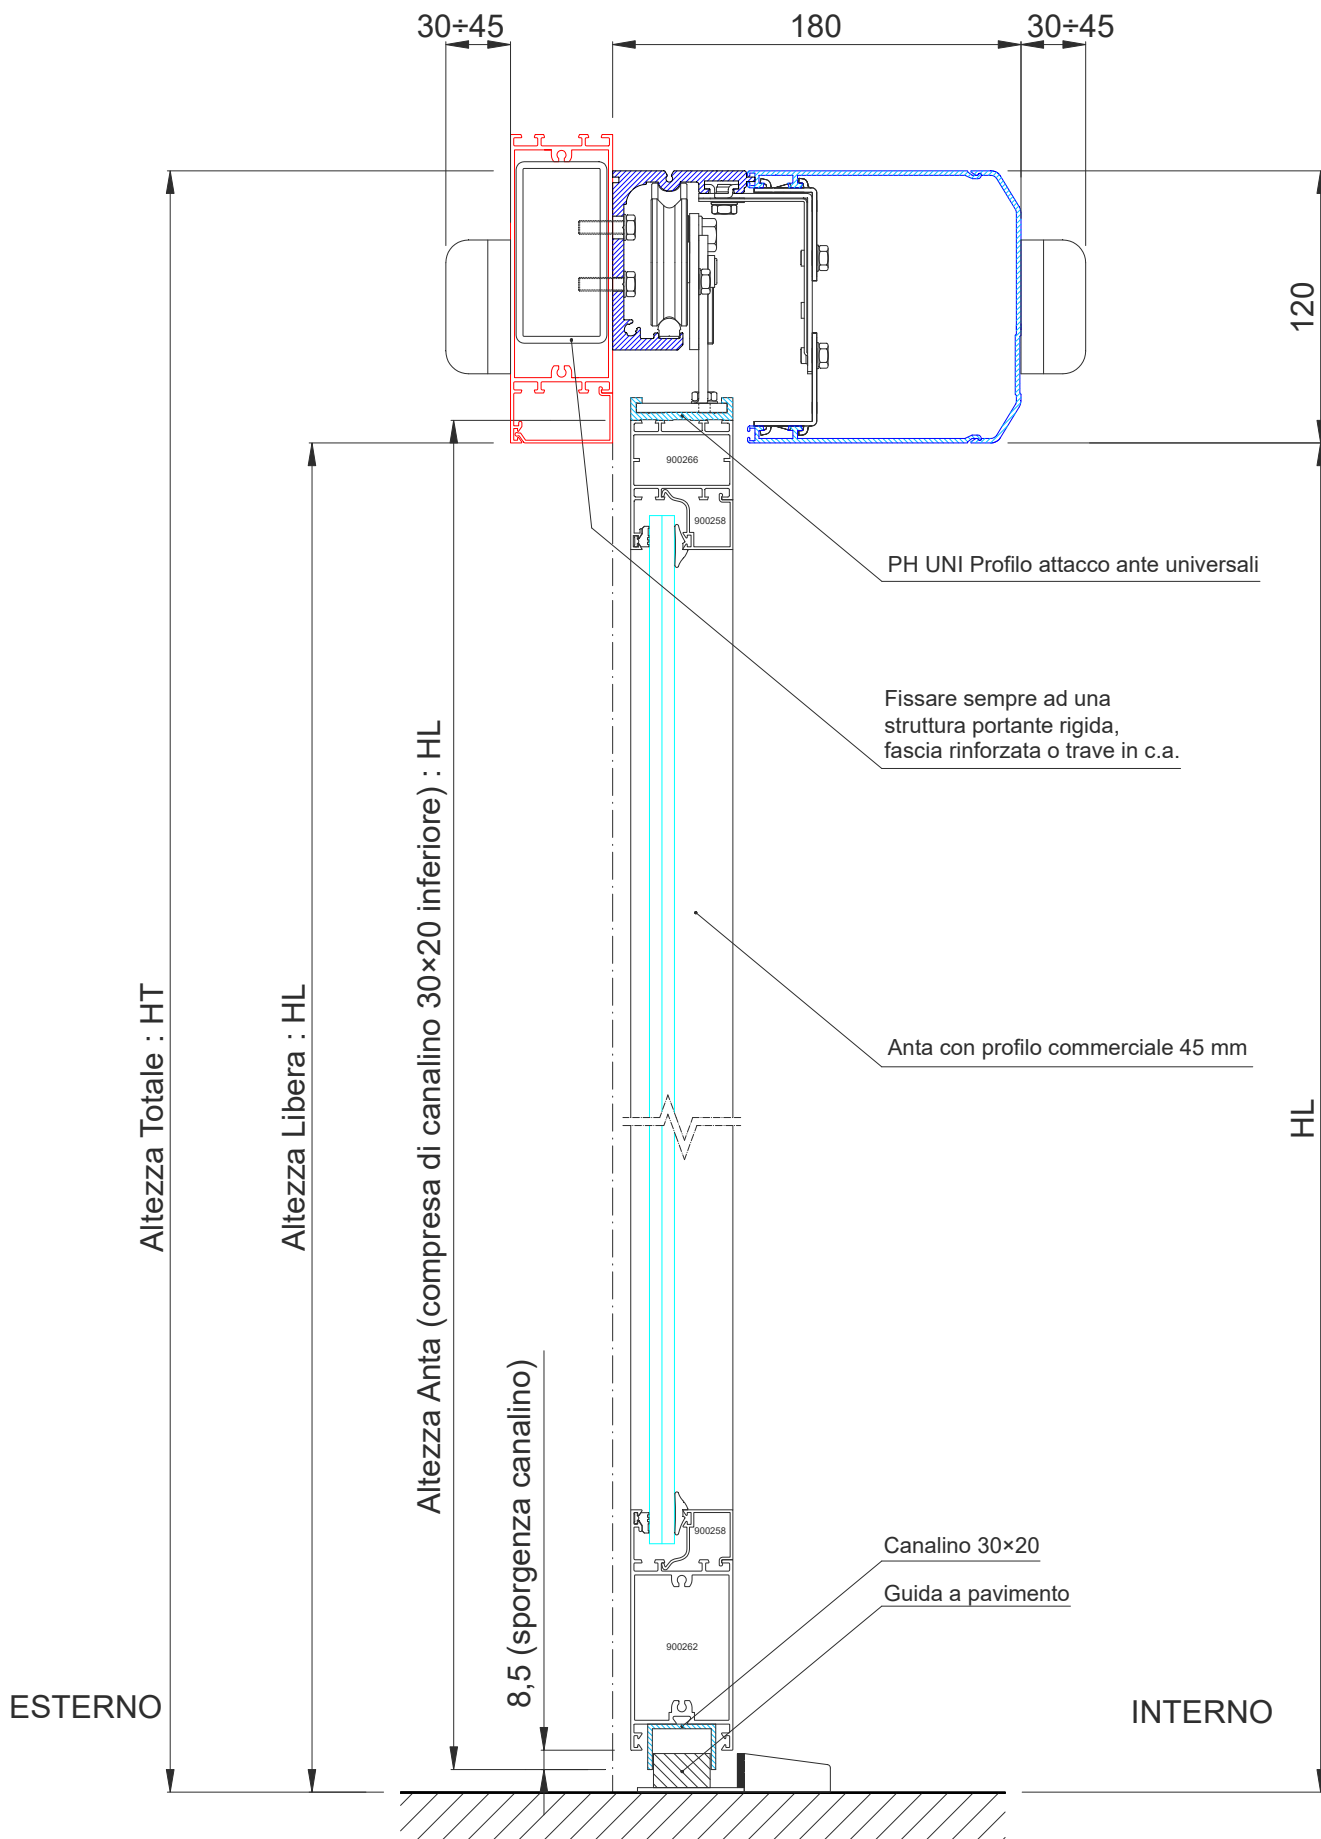 30÷45
180
30÷45
120
900266
900258
PH UNI Profilo attacco ante universali
Fissare sempre ad una
struttura portante rigida,
fascia rinforzata o trave in c.a.
Altezza Totale : HT
Altezza Libera : HL
Altezza Anta (compresa di canalino 30×20 inferiore) : HL
8,5 (sporgenza canalino)
Anta con profilo commerciale 45 mm
HL
900258
Canalino 30×20
Guida a pavimento
900262
ESTERNO
INTERNO